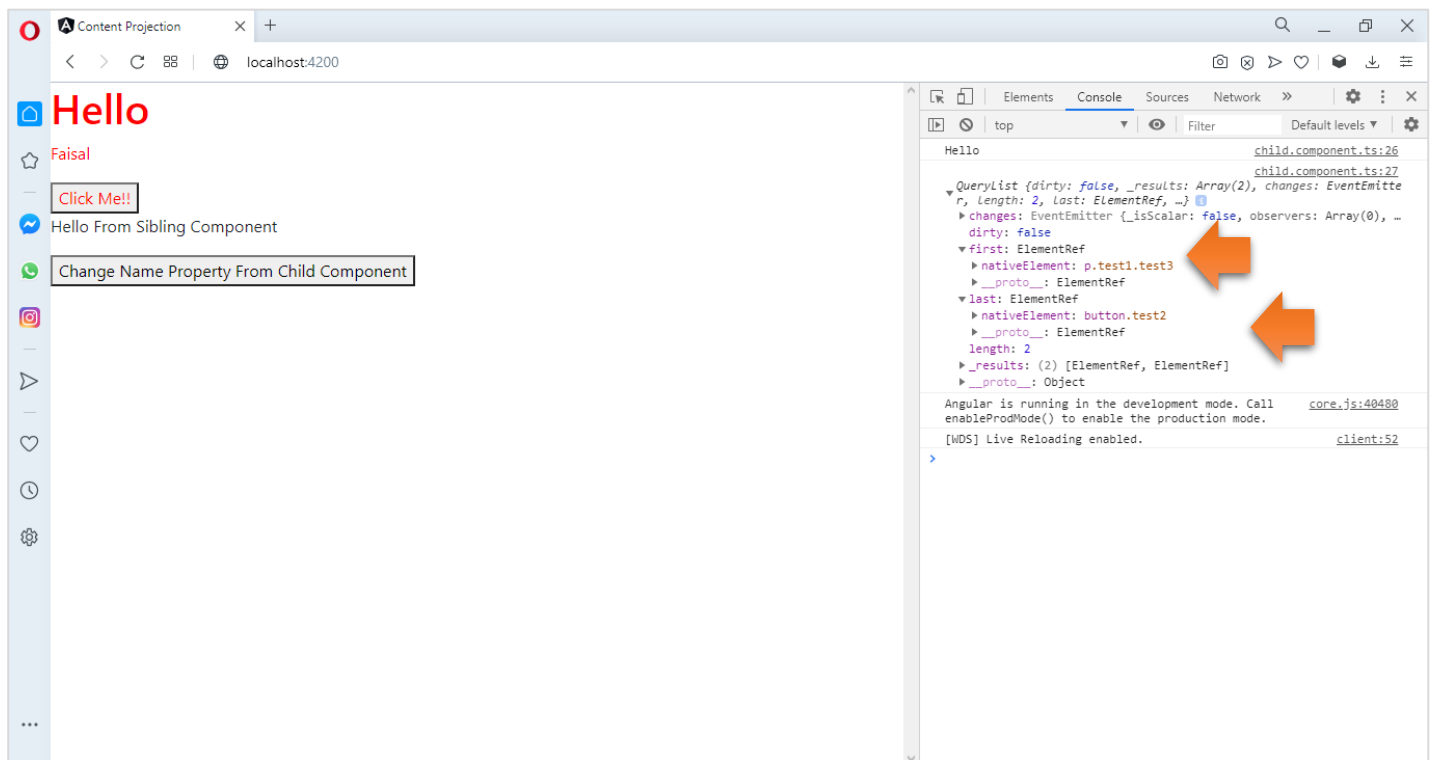 Content Projection
localhost:4200
Hello
Faisal
Click Me!!
Hello From Sibling Component
Change Name Property From Child Component
Elements Console Sources Network »
top Filter Default levels ▼
Hello child.component.ts:26
child.component.ts:27
QueryList {dirty: false, _results: Array(2), changes: EventEmitte
r, length: 2, last: ElementRef, …}
changes: EventEmitter {_isScalar: false, observers: Array(0), …
dirty: false
first: ElementRef
nativeElement: p.test1.test3
__proto__: ElementRef
last: ElementRef
nativeElement: button.test2
__proto__: ElementRef
length: 2
_results: (2) [ElementRef, ElementRef]
__proto__: Object
Angular is running in the development mode. Call core.js:40480
enableProdMode() to enable the production mode.
[WDS] Live Reloading enabled. client:52